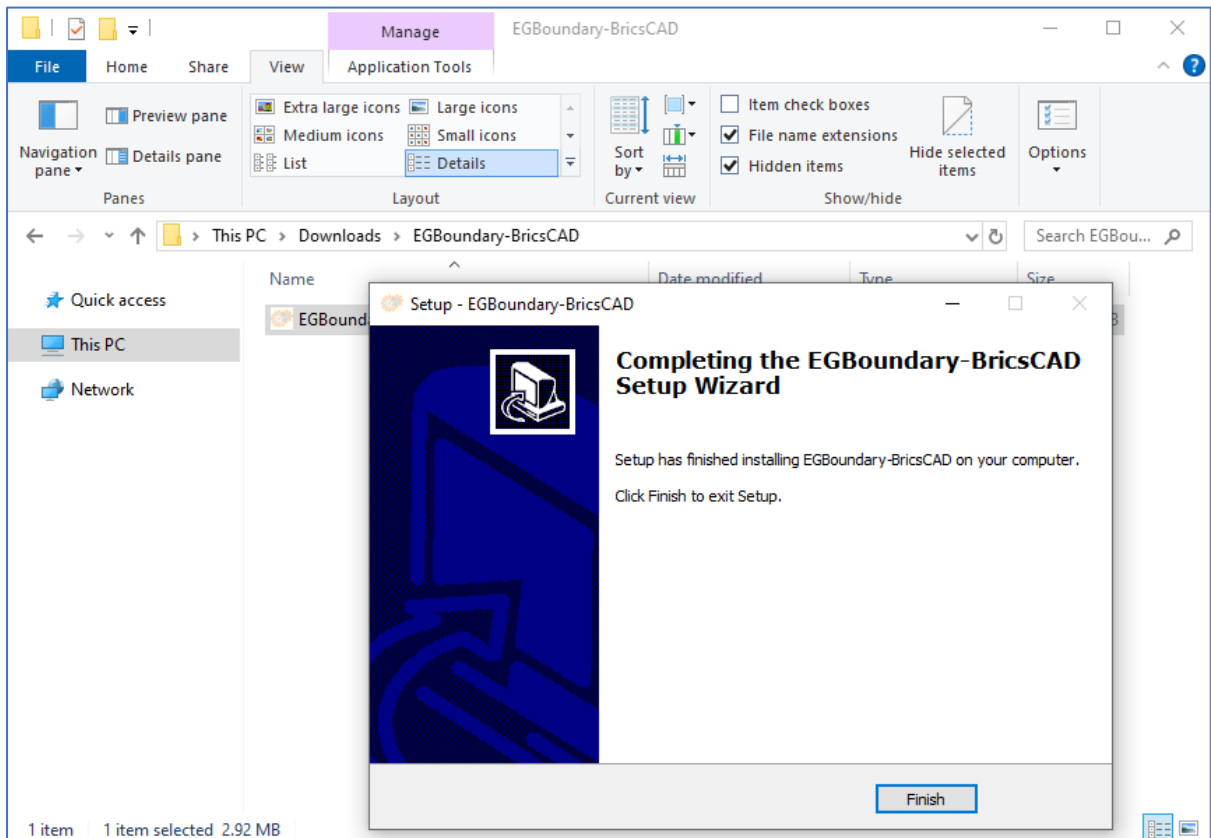 Manage
EGBoundary-BricsCAD
File
Home
Share
View
Application Tools
Navigation
pane
Preview pane
Details pane
Panes
Extra large icons
Large icons
Medium icons
Small icons
List
Details
Layout
Sort
by
Current view
Item check boxes
File name extensions
Hidden items
Hide selected
items
Show/hide
Options
This PC > Downloads > EGBoundary-BricsCAD
Search EGBou...
Quick access
This PC
Network
Name
Date modified
Type
Size
EGBound
Setup - EGBoundary-BricsCAD
Completing the EGBoundary-BricsCAD
Setup Wizard
Setup has finished installing EGBoundary-BricsCAD on your computer.
Click Finish to exit Setup.
Finish
1 item
1 item selected 2.92 MB